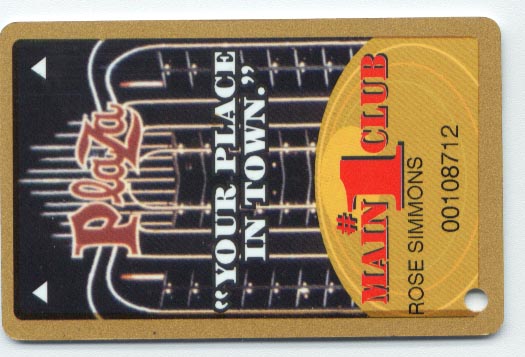 Plaza
“YOUR PLACE
IN TOWN.”
#1
MAIN CLUB
ROSE SIMMONS
00108712